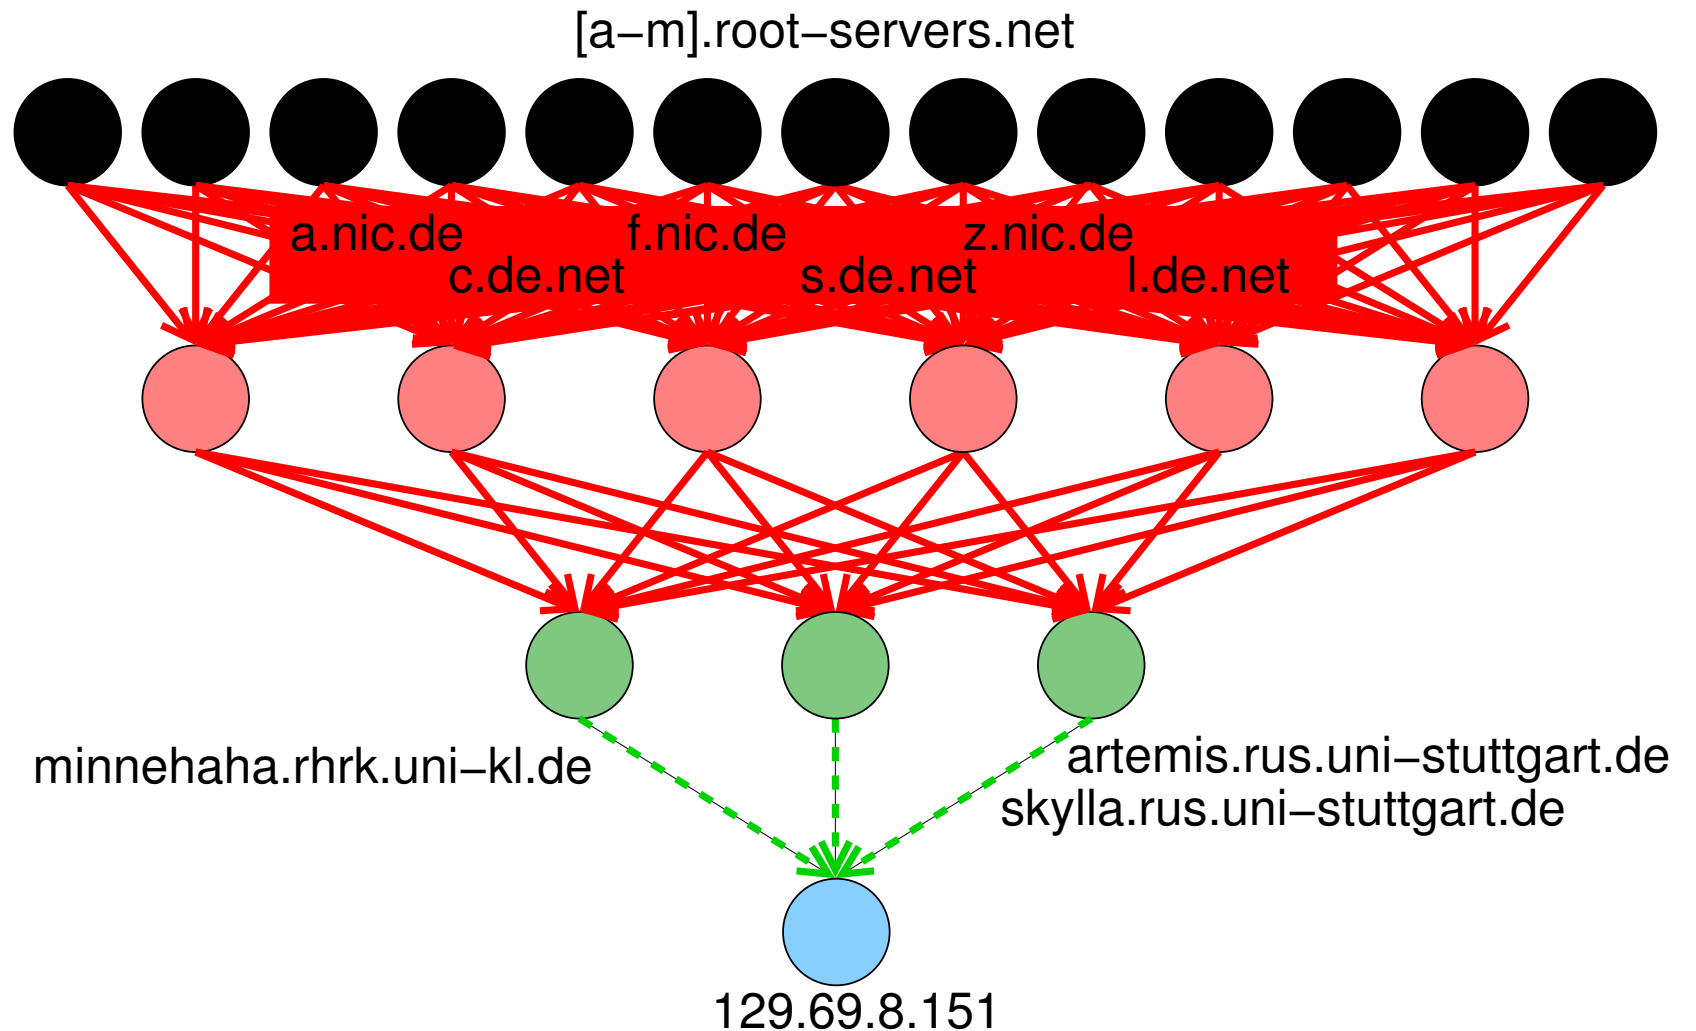 [a−m].root−servers.net
a.nic.de f.nic.de z.nic.de
c.de.net s.de.net l.de.net
minnehaha.rhrk.uni−kl.de
artemis.rus.uni−stuttgart.de
skylla.rus.uni−stuttgart.de
129.69.8.151